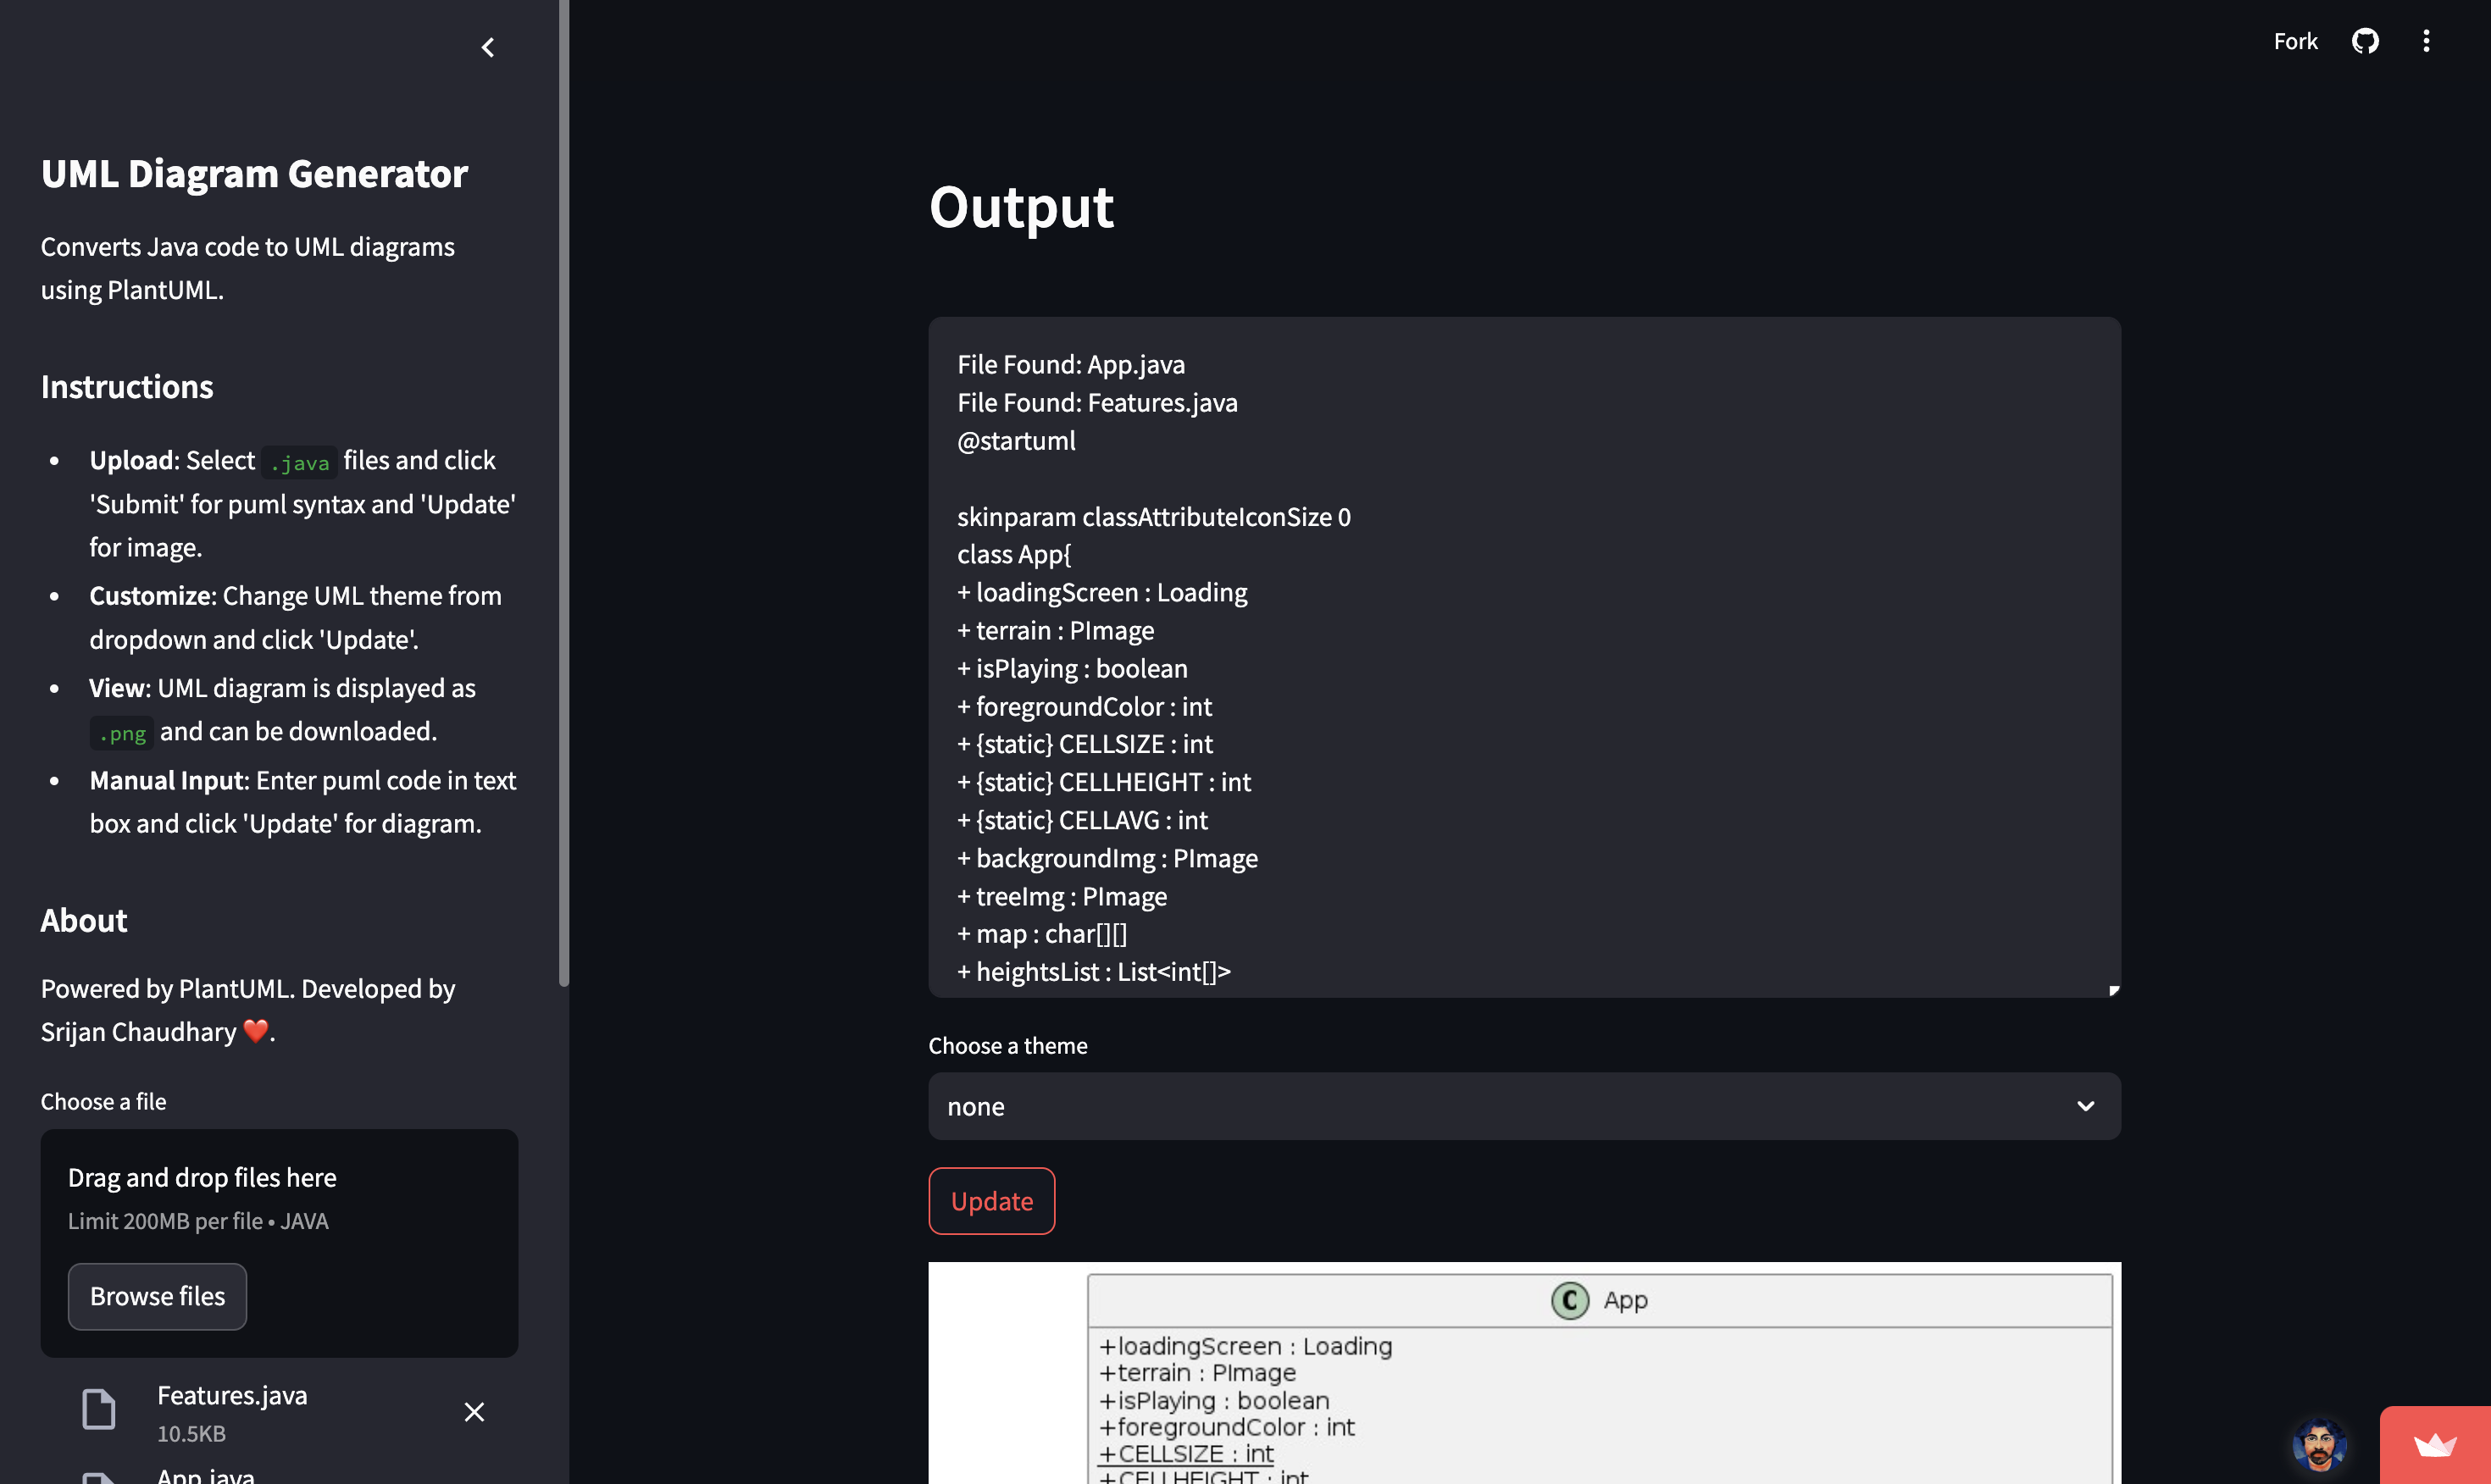 Fork
UML Diagram Generator
Converts Java code to UML diagrams
using PlantUML.
Instructions
• Upload: Select .java files and click
'Submit' for puml syntax and 'Update'
for image.
• Customize: Change UML theme from
dropdown and click 'Update'.
• View: UML diagram is displayed as
.png and can be downloaded.
• Manual Input: Enter puml code in text
box and click 'Update' for diagram.
About
Powered by PlantUML. Developed by
Srijan Chaudhary ❤️.
Choose a file
Drag and drop files here
Limit 200MB per file • JAVA
Browse files
Features.java
10.5KB
App.java
Output
File Found: App.java
File Found: Features.java
@startuml
skinparam classAttributeIconSize 0
class App{
+ loadingScreen : Loading
+ terrain : PImage
+ isPlaying : boolean
+ foregroundColor : int
+ {static} CELLSIZE : int
+ {static} CELLHEIGHT : int
+ {static} CELLAVG : int
+ backgroundImg : PImage
+ treeImg : PImage
+ map : char[][]
+ heightsList : List<int[]>
Choose a theme
none
Update
C App
+loadingScreen : Loading
+terrain : PImage
+isPlaying : boolean
+foregroundColor : int
+CELLSIZE : int
+CELLHEIGHT : int